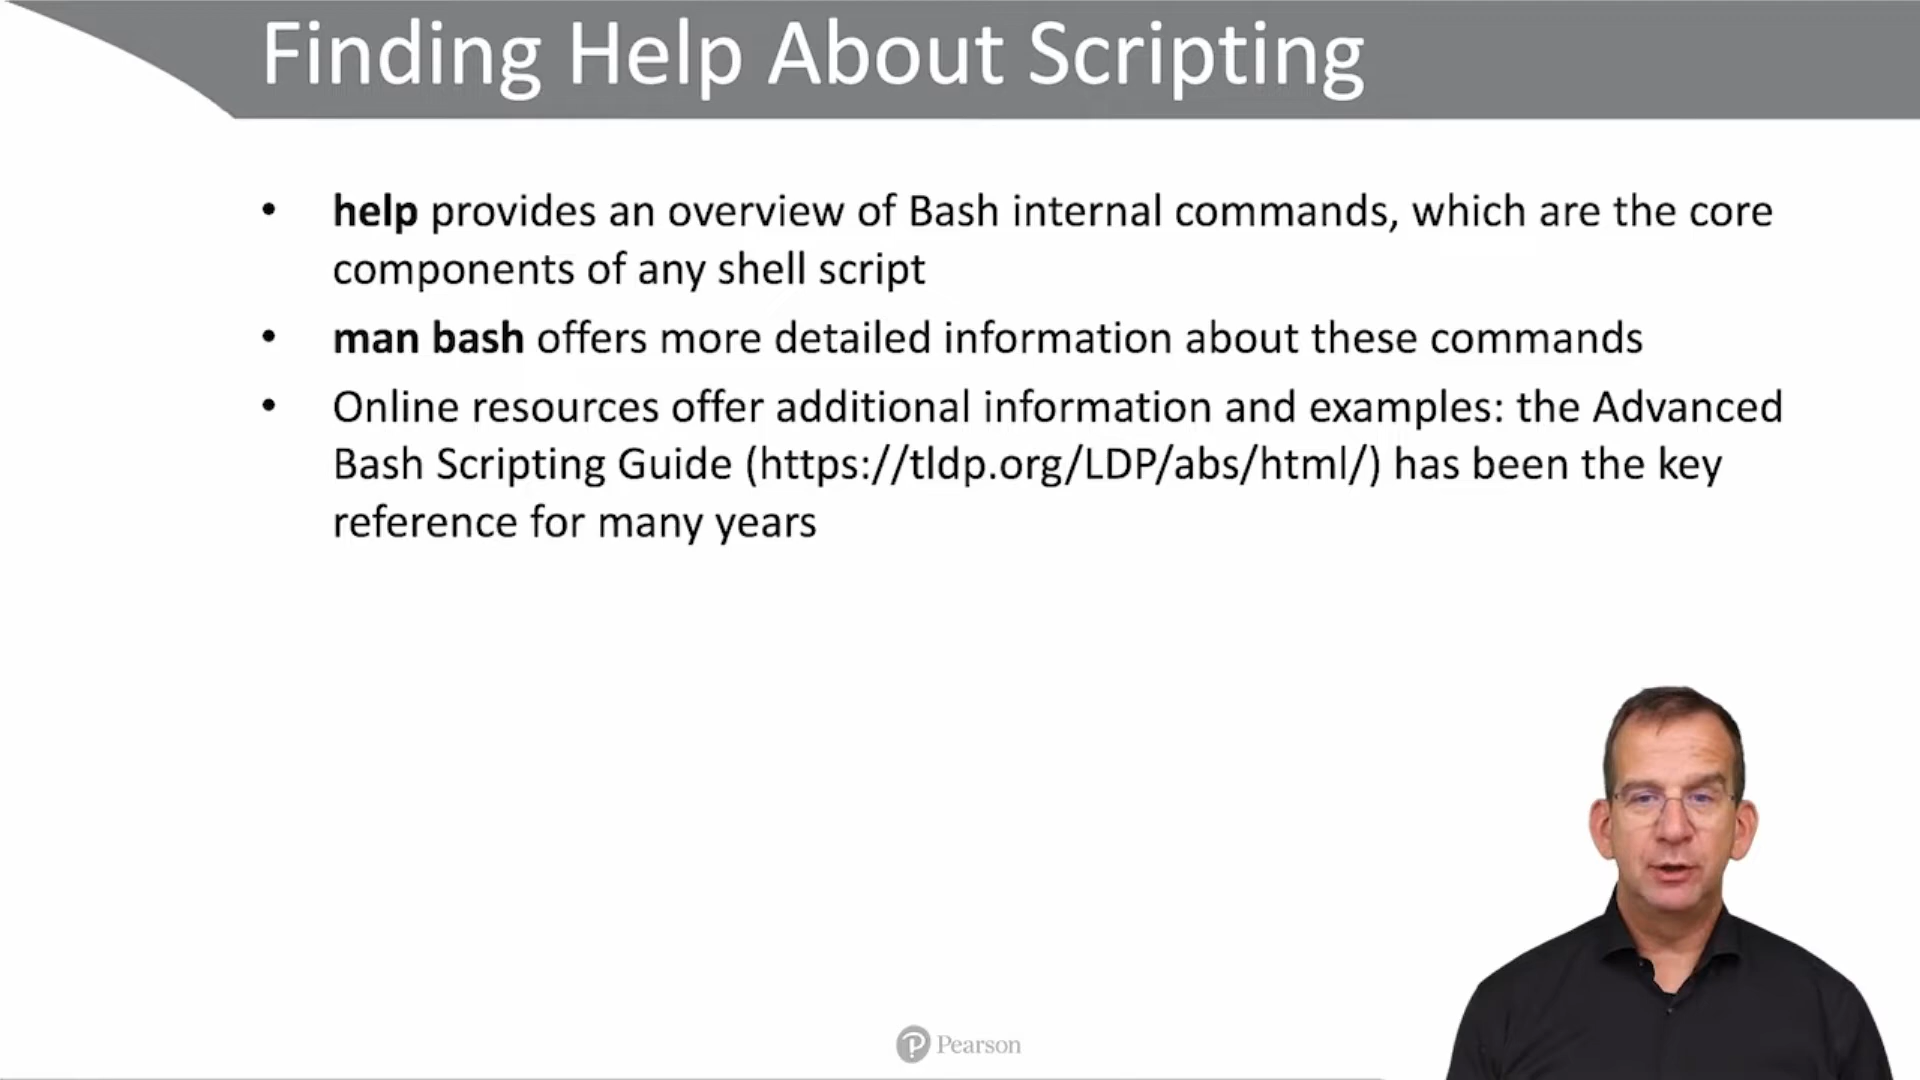 Finding Help About Scripting
• help provides an overview of Bash internal commands, which are the core
components of any shell script
• man bash offers more detailed information about these commands
• Online resources offer additional information and examples: the Advanced
Bash Scripting Guide (https://tldp.org/LDP/abs/html/) has been the key
reference for many years
Pearson